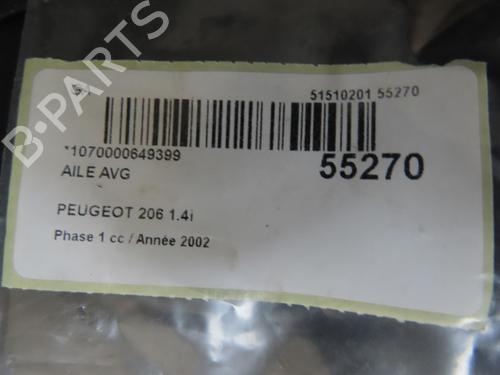 B-PARTS
51510201 55270
*1070000649399
55270
AILE AVG
PEUGEOT 206 1.4i
Phase 1 cc / Année 2002